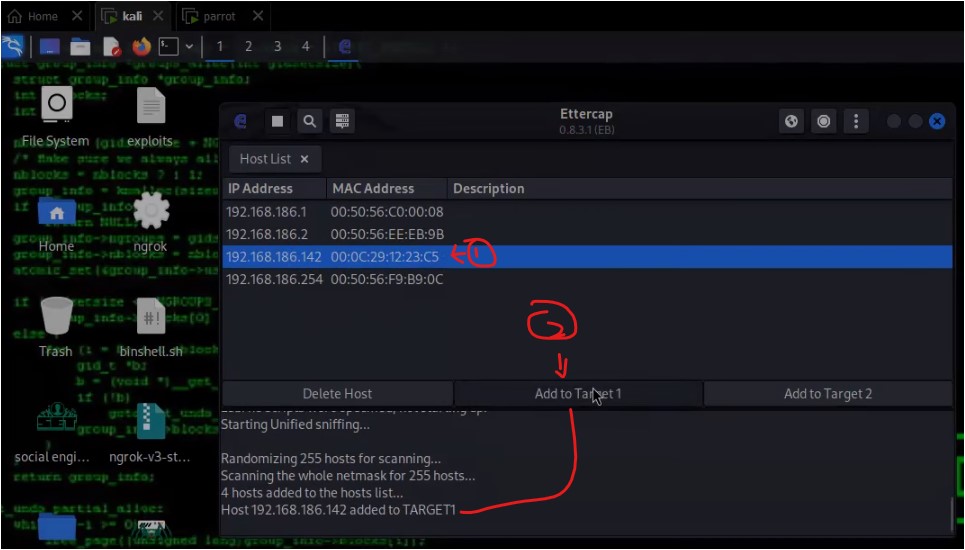 Home kali parrot
1 2 3 4
struct group_info *group_info;
File System exploits
Home ngrok
Trash binshell.sh
social engi... ngrok-v3-st...
return group_info;
Ettercap
0.8.3.1 (EB)
Host List
IP Address MAC Address Description
192.168.186.1 00:50:56:C0:00:08
192.168.186.2 00:50:56:EE:EB:9B
192.168.186.142 00:0C:29:12:23:C5 1
192.168.186.254 00:50:56:F9:B9:0C
2
Delete Host Add to Target 1 Add to Target 2
Starting Unified sniffing...
Randomizing 255 hosts for scanning...
Scanning the whole netmask for 255 hosts...
4 hosts added to the hosts list...
Host 192.168.186.142 added to TARGET1